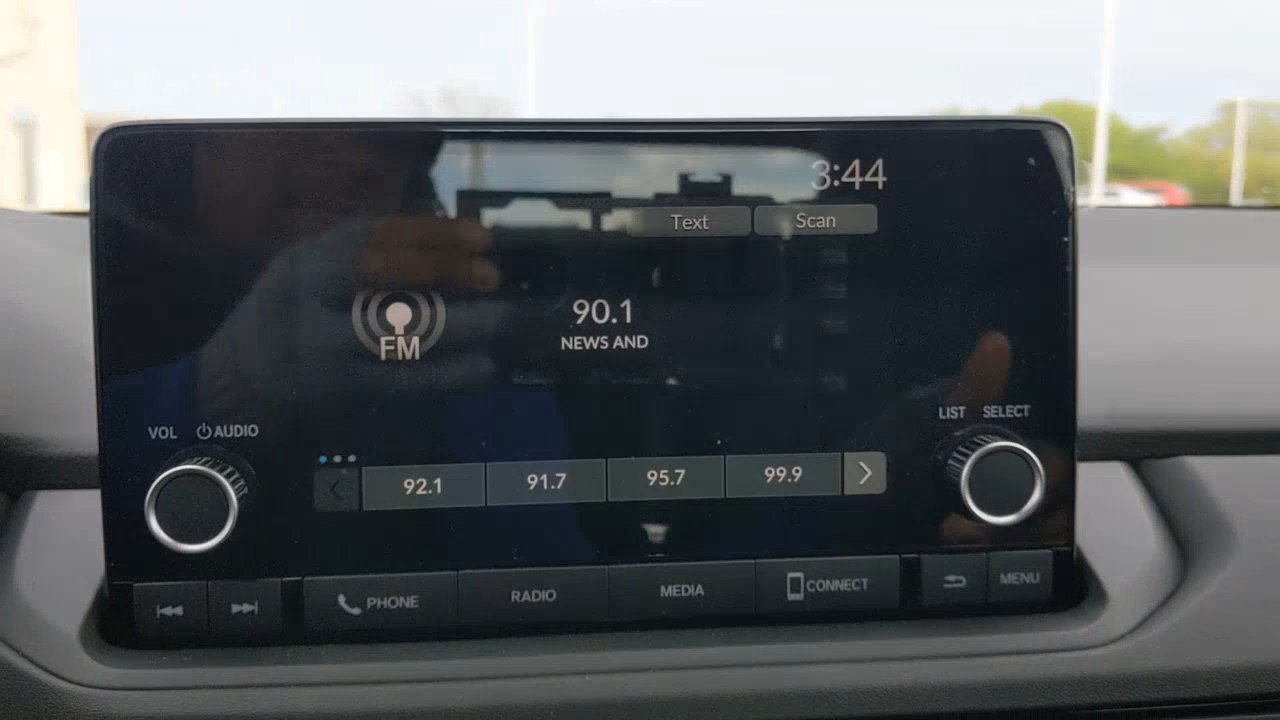 3:44
Text Scan
90.1
FM
NEWS AND
LIST SELECT
VOL AUDIO
92.1 91.7 95.7 99.9
PHONE RADIO MEDIA CONNECT MENU